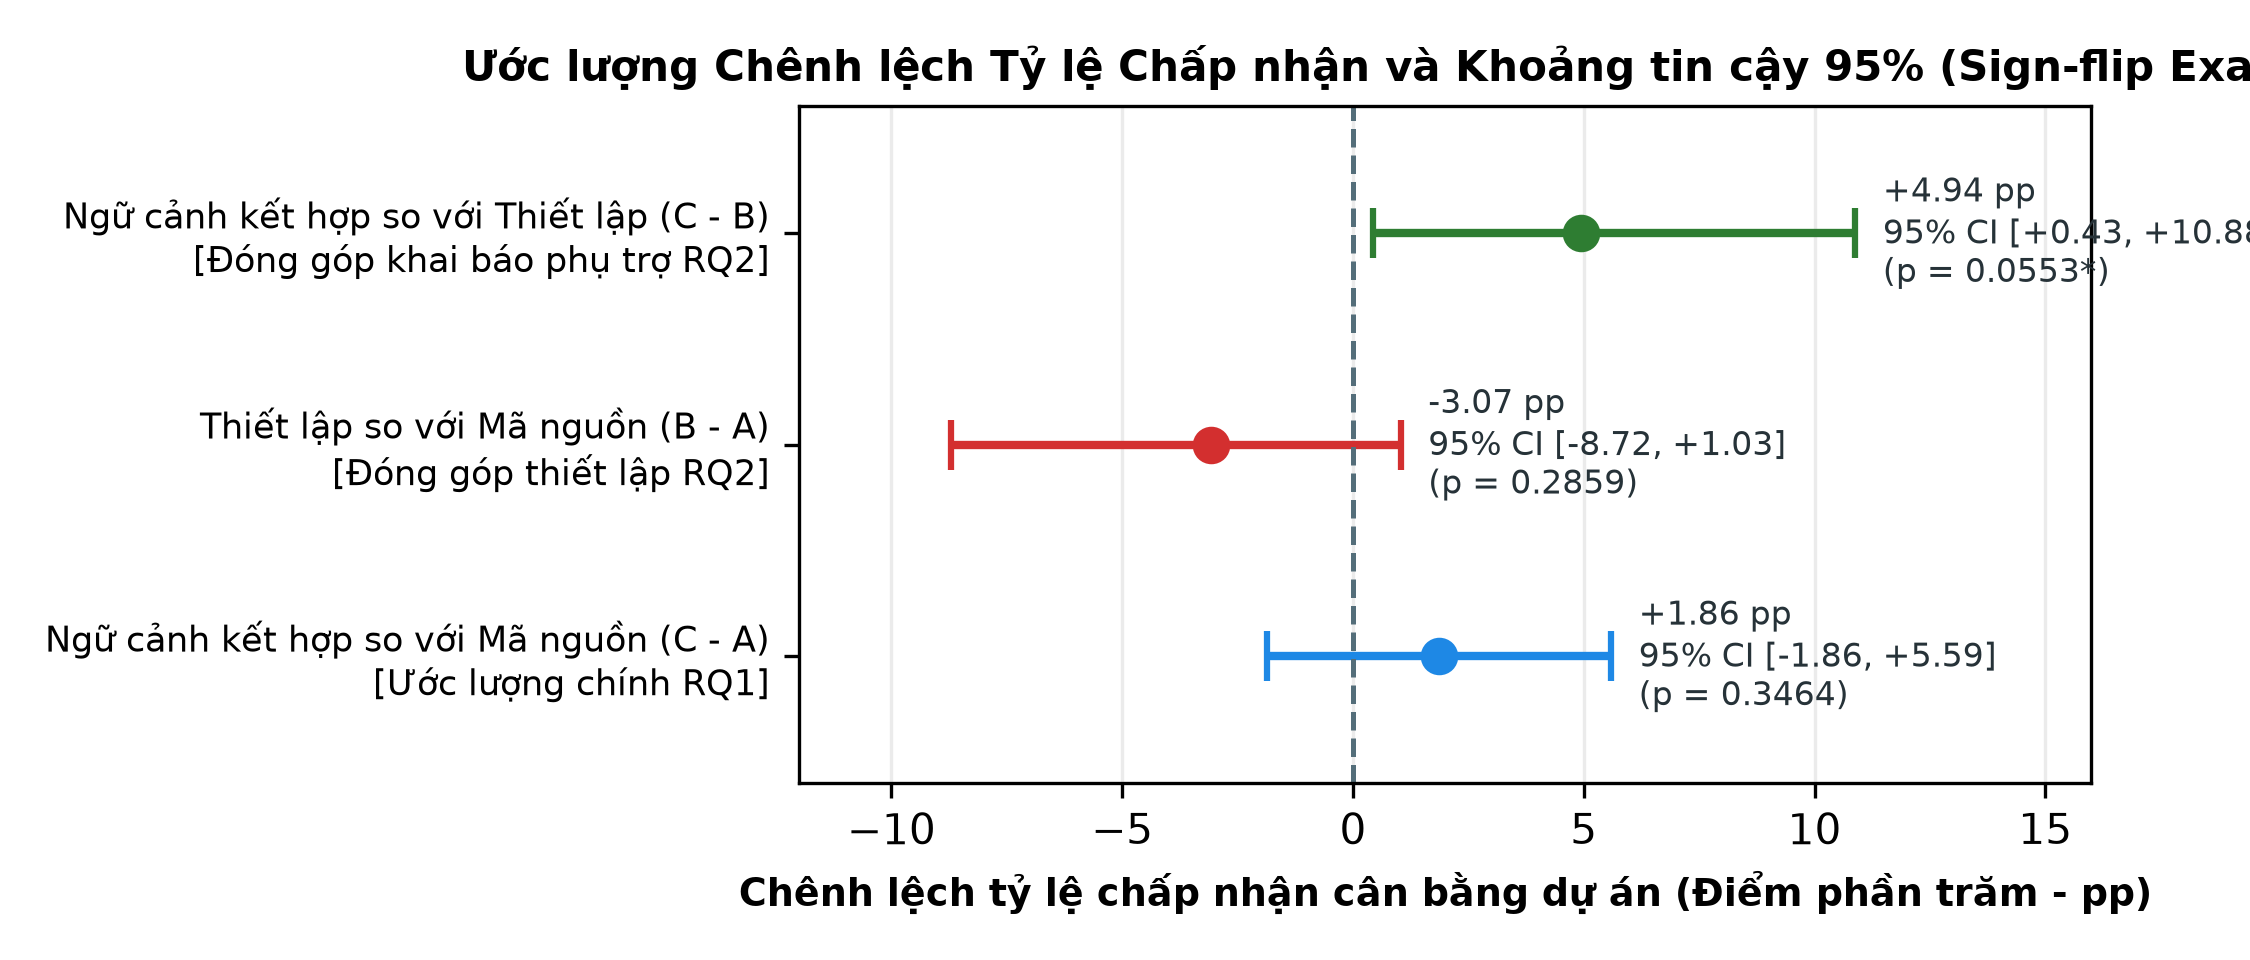 Ước lượng Chênh lệch Tỷ lệ Chấp nhận và Khoảng tin cậy 95% (Sign-flip Exa
Ngữ cảnh kết hợp so với Thiết lập (C - B)
[Đóng góp khai báo phụ trợ RQ2]
+4.94 pp
95% CI [+0.43, +10.88
(p = 0.0553*)
Thiết lập so với Mã nguồn (B - A)
[Đóng góp thiết lập RQ2]
-3.07 pp
95% CI [-8.72, +1.03]
(p = 0.2859)
Ngữ cảnh kết hợp so với Mã nguồn (C - A)
[Ước lượng chính RQ1]
+1.86 pp
95% CI [-1.86, +5.59]
(p = 0.3464)
−10 −5 0 5 10 15
Chênh lệch tỷ lệ chấp nhận cân bằng dự án (Điểm phần trăm - pp)